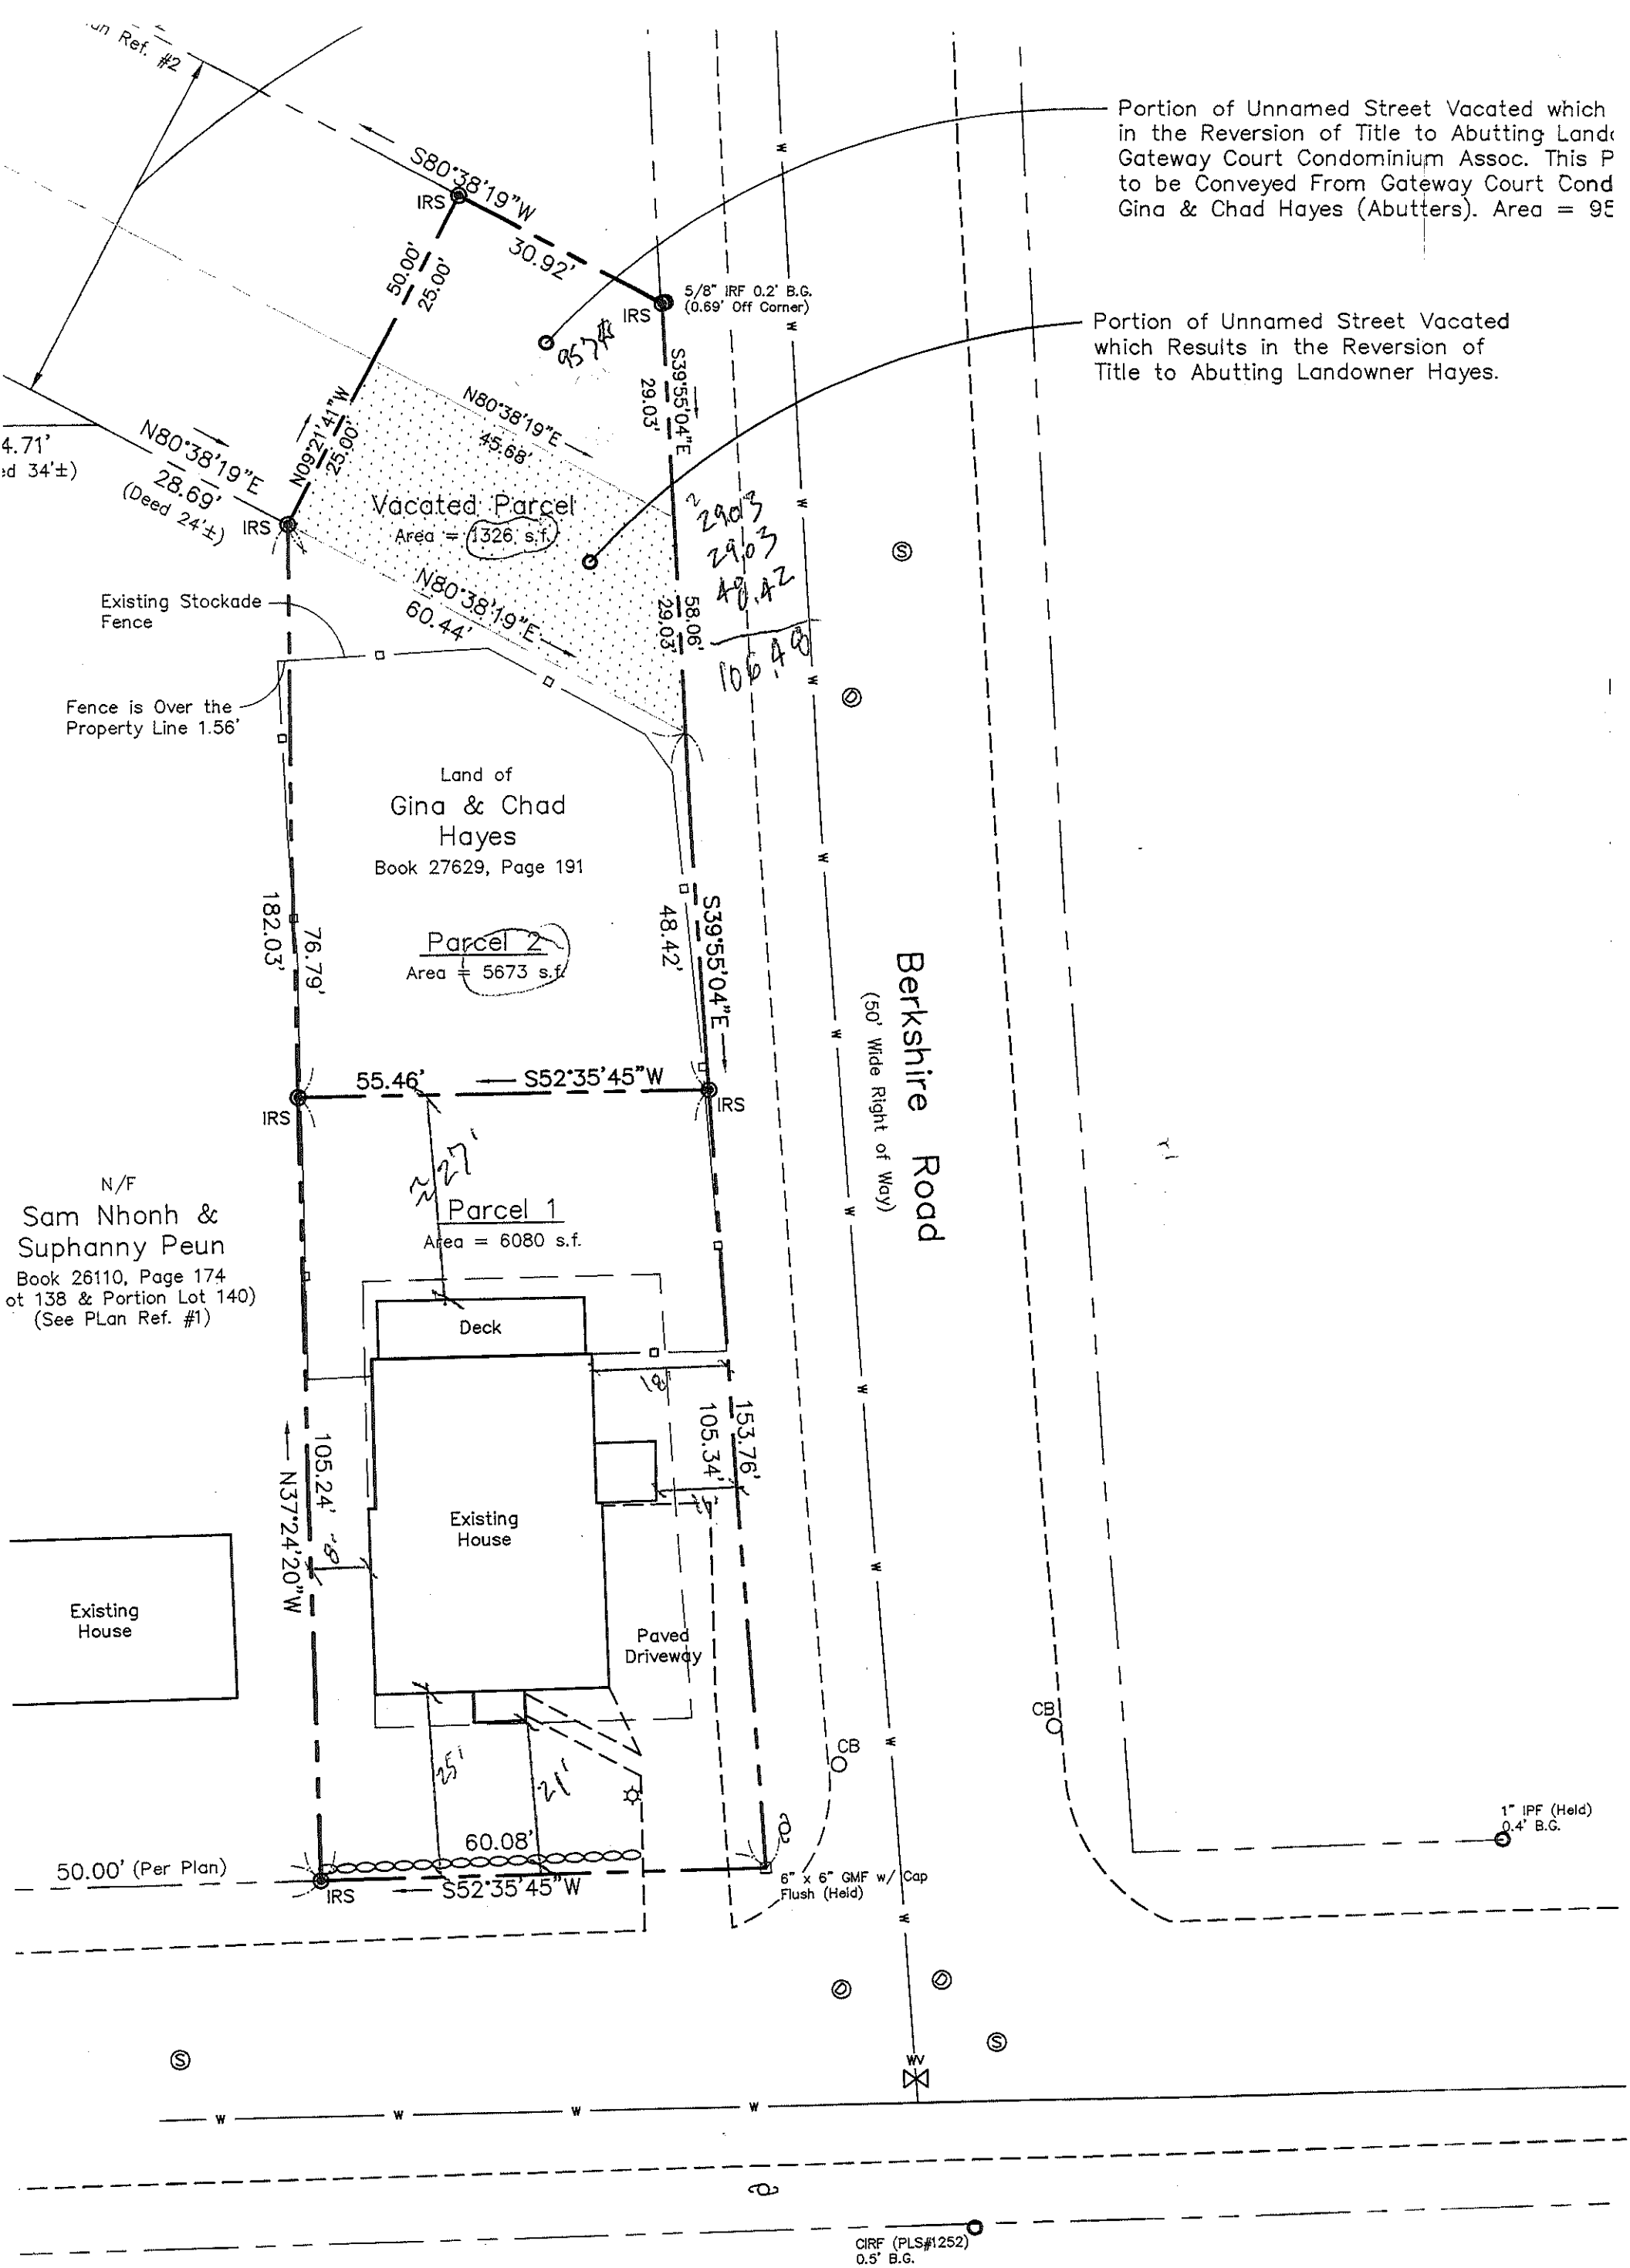 Ref. #2
Portion of Unnamed Street Vacated which
in the Reversion of Title to Abutting
Gateway Court Condominium Assoc. This
to be Conveyed From Gateway Court
Gina & Chad Hayes (Abutters). Area =
S80°38'19"W
IRS
30.92'
50.00'
25.00'
5/8" IRF 0.2' B.G.
(0.69' Off Corner)
IRS
957
Portion of Unnamed Street Vacated
which Results in the Reversion of
Title to Abutting Landowner Hayes.
S39°55'04"E
29.03'
N80°38'19"E
45.68'
4.71'
34'±)
N80°38'19"E
28.69'
(Deed 24'±)
IRS
N09°21'41"W
25.00'
Vacated Parcel
Area = 1326 s.f.
29.03
29.03
48.42
106.48
N80°38'19"E
60.44'
58.06'
29.03'
S
D
Existing Stockade
Fence
Fence is Over the
Property Line 1.56'
Land of
Gina & Chad
Hayes
Book 27629, Page 191
Parcel 2
Area = 5673 s.f.
182.03'
76.79'
48.42'
S39°55'04"E
Berkshire Road
(50' Wide Right of Way)
55.46'
S52°35'45"W
IRS
IRS
27'
Parcel 1
Area = 6080 s.f.
N/F
Sam Nhonh &
Suphanny Peun
Book 26110, Page 174
ot 138 & Portion Lot 140)
(See PLan Ref. #1)
Deck
18'
105.34'
153.76'
105.24'
N37°24'20"W
8'
Existing
House
Existing
House
Paved
Driveway
25'
21'
CB
CB
1" IPF (Held)
0.4' B.G.
60.08'
50.00' (Per Plan)
IRS
S52°35'45"W
6" x 6" GMF w/ Cap
Flush (Held)
D
D
S
S
WV
W W W W
CIRF (PLS#1252)
0.5' B.G.